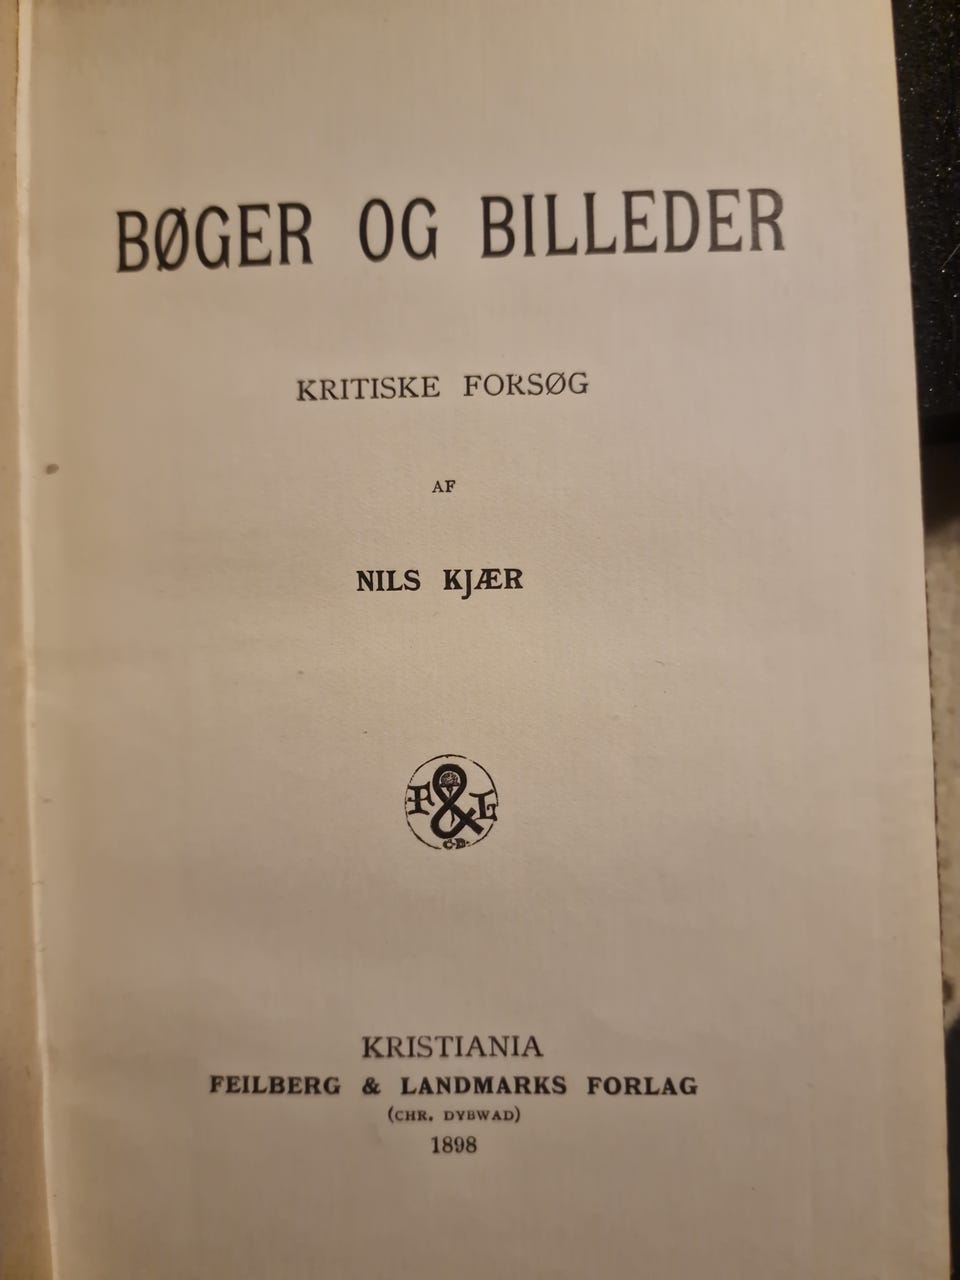 BØGER OG BILLEDER
KRITISKE FORSØG
AF
NILS KJÆR
F & L
C.D.
KRISTIANIA
FEILBERG & LANDMARKS FORLAG
(CHR. DYBWAD)
1898